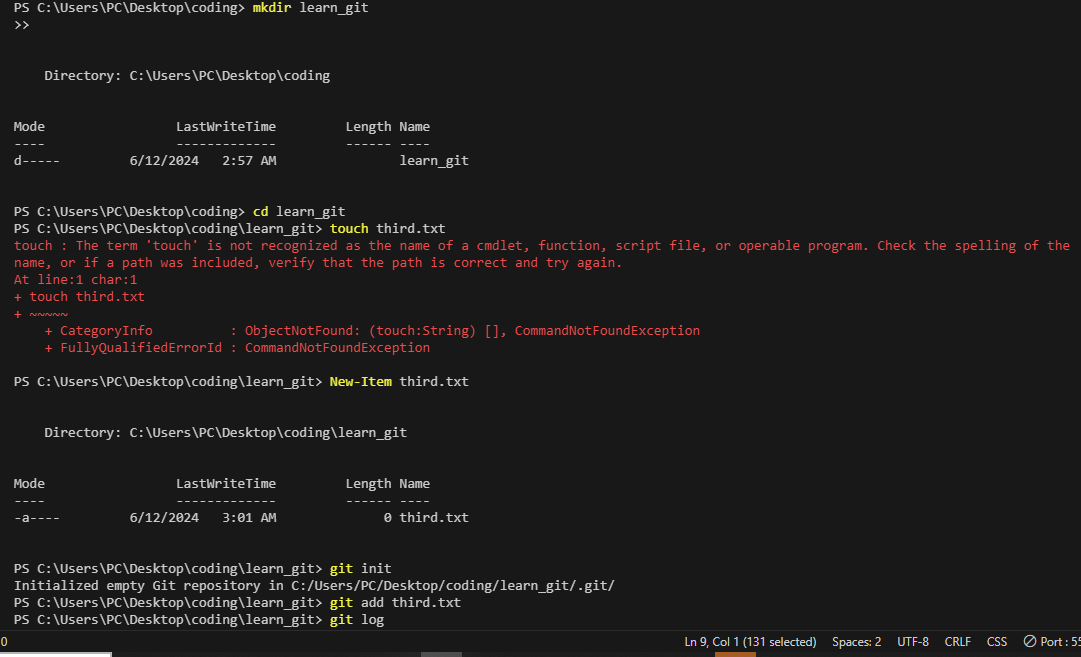 PS C:\Users\PC\Desktop\coding> mkdir learn_git
>>
Directory: C:\Users\PC\Desktop\coding
Mode LastWriteTime Length Name
---- ------------- ------ ----
d----- 6/12/2024 2:57 AM learn_git
PS C:\Users\PC\Desktop\coding> cd learn_git
PS C:\Users\PC\Desktop\coding\learn_git> touch third.txt
touch : The term 'touch' is not recognized as the name of a cmdlet, function, script file, or operable program. Check the spelling of the
name, or if a path was included, verify that the path is correct and try again.
At line:1 char:1
+ touch third.txt
+ ~~~~~
+ CategoryInfo : ObjectNotFound: (touch:String) [], CommandNotFoundException
+ FullyQualifiedErrorId : CommandNotFoundException
PS C:\Users\PC\Desktop\coding\learn_git> New-Item third.txt
Directory: C:\Users\PC\Desktop\coding\learn_git
Mode LastWriteTime Length Name
---- ------------- ------ ----
-a---- 6/12/2024 3:01 AM 0 third.txt
PS C:\Users\PC\Desktop\coding\learn_git> git init
Initialized empty Git repository in C:/Users/PC/Desktop/coding/learn_git/.git/
PS C:\Users\PC\Desktop\coding\learn_git> git add third.txt
PS C:\Users\PC\Desktop\coding\learn_git> git log
0 Ln 9, Col 1 (131 selected) Spaces: 2 UTF-8 CRLF CSS Port : 55